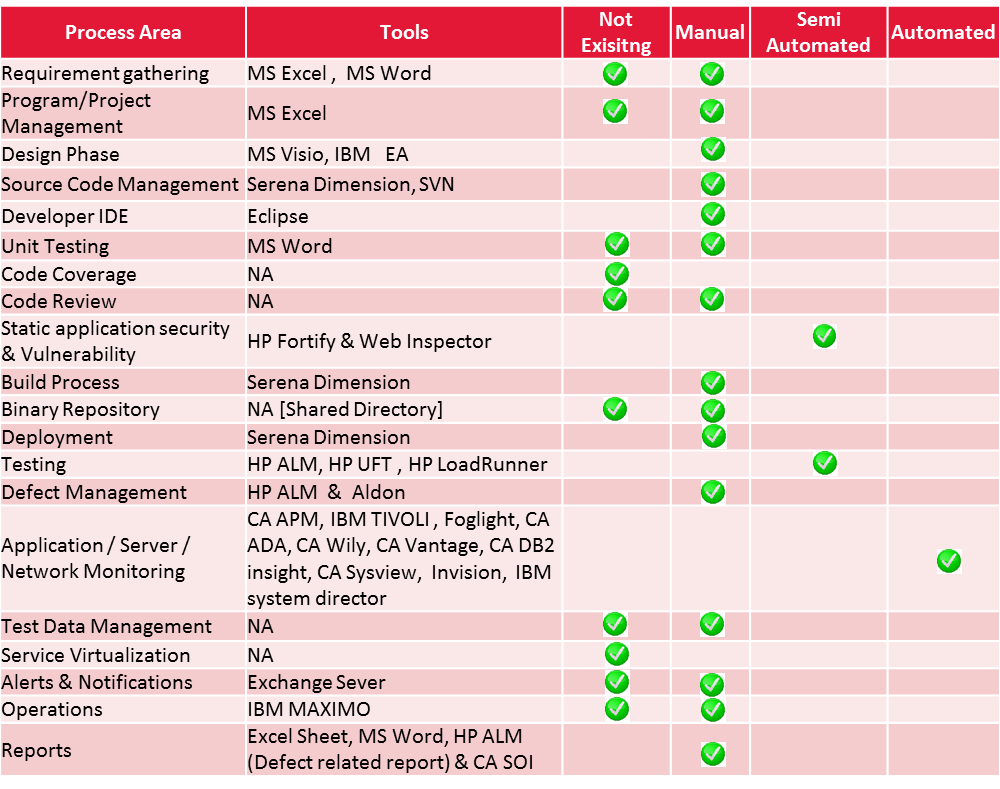 Process Area Tools Not Exisitng Manual Semi Automated Automated
Requirement gathering MS Excel , MS Word
Program/Project Management MS Excel
Design Phase MS Visio, IBM EA
Source Code Management Serena Dimension, SVN
Developer IDE Eclipse
Unit Testing MS Word
Code Coverage NA
Code Review NA
Static application security & Vulnerability HP Fortify & Web Inspector
Build Process Serena Dimension
Binary Repository NA [Shared Directory]
Deployment Serena Dimension
Testing HP ALM, HP UFT , HP LoadRunner
Defect Management HP ALM & Aldon
Application / Server /
Network Monitoring
CA APM, IBM TIVOLI , Foglight, CA
ADA, CA Wily, CA Vantage, CA DB2
insight, CA Sysview, Invision, IBM
system director
Test Data Management NA
Service Virtualization NA
Alerts & Notifications Exchange Sever
Operations IBM MAXIMO
Reports
Excel Sheet, MS Word, HP ALM
(Defect related report) & CA SOI